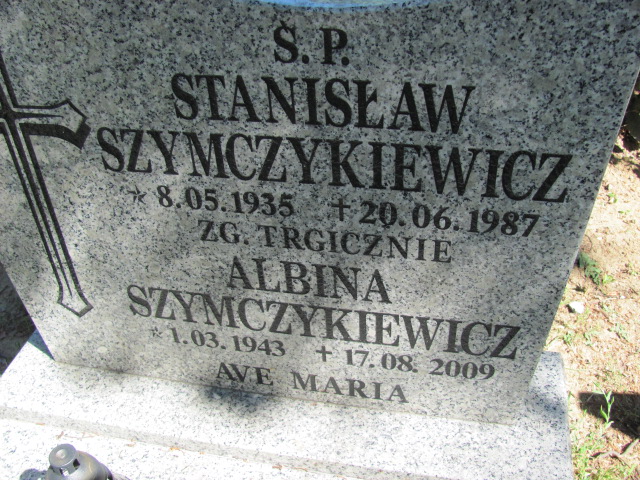 Ś.P.
STANISŁAW
SZYMCZYKIEWICZ
* 8.05.1935 + 20.06.1987
ZG. TRGICZNIE
ALBINA
SZYMCZYKIEWICZ
* 1.03.1943 + 17.08.2009
AVE MARIA